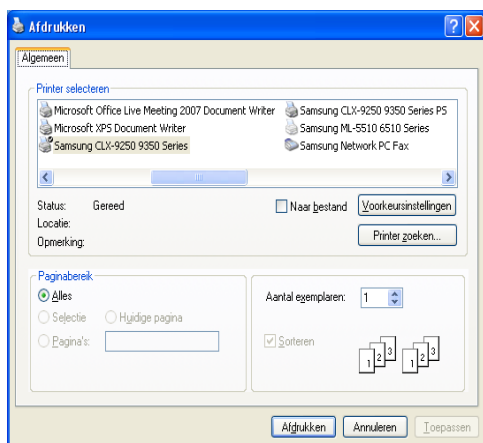 Afdrukken
Algemeen
Printer selecteren
Microsoft Office Live Meeting 2007 Document Writer
Samsung CLX-9250 9350 Series PS
Microsoft XPS Document Writer
Samsung ML-5510 6510 Series
Samsung CLX-9250 9350 Series
Samsung Network PC Fax
Status: Gereed
Naar bestand
Voorkeursinstellingen
Locatie:
Opmerking:
Printer zoeken...
Paginabereik
Alles
Selectie
Huidige pagina
Pagina's:
Aantal exemplaren: 1
Sorteren
1 2 3 1 2 3
Afdrukken
Annuleren
Toepassen